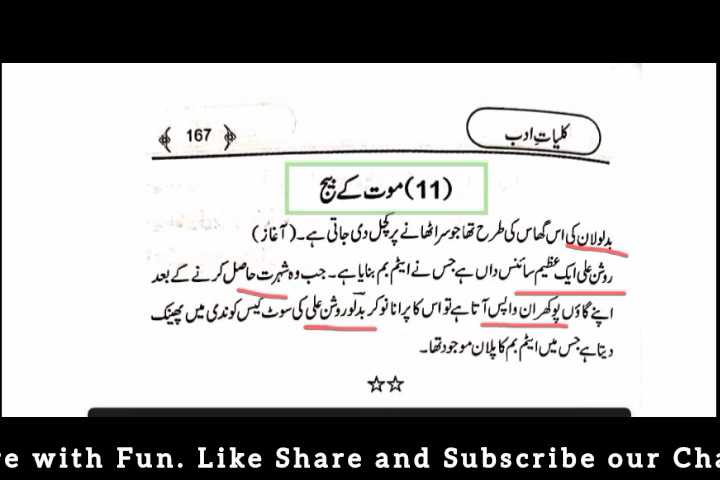 کلیاتِ ادب
167
(11) موت کے بیج
بدلو لان کی اس گھاس کی طرح تھا جو سر اٹھانے پر کچل دی جاتی ہے۔ (آغاز)
روشن علی ایک عظیم سائنس داں ہے جس نے ایٹم بم بنایا ہے۔ جب وہ شہرت حاصل کرنے کے بعد
اپنے گاؤں پوکھران واپس آتا ہے تو اس کا پرانا نوکر بدلو روشن علی کی سوٹ کیس کو ندی میں پھینک
دیتا ہے جس میں ایٹم بم کا پلان موجود تھا۔
☆☆
re with Fun. Like Share and Subscribe our Cha